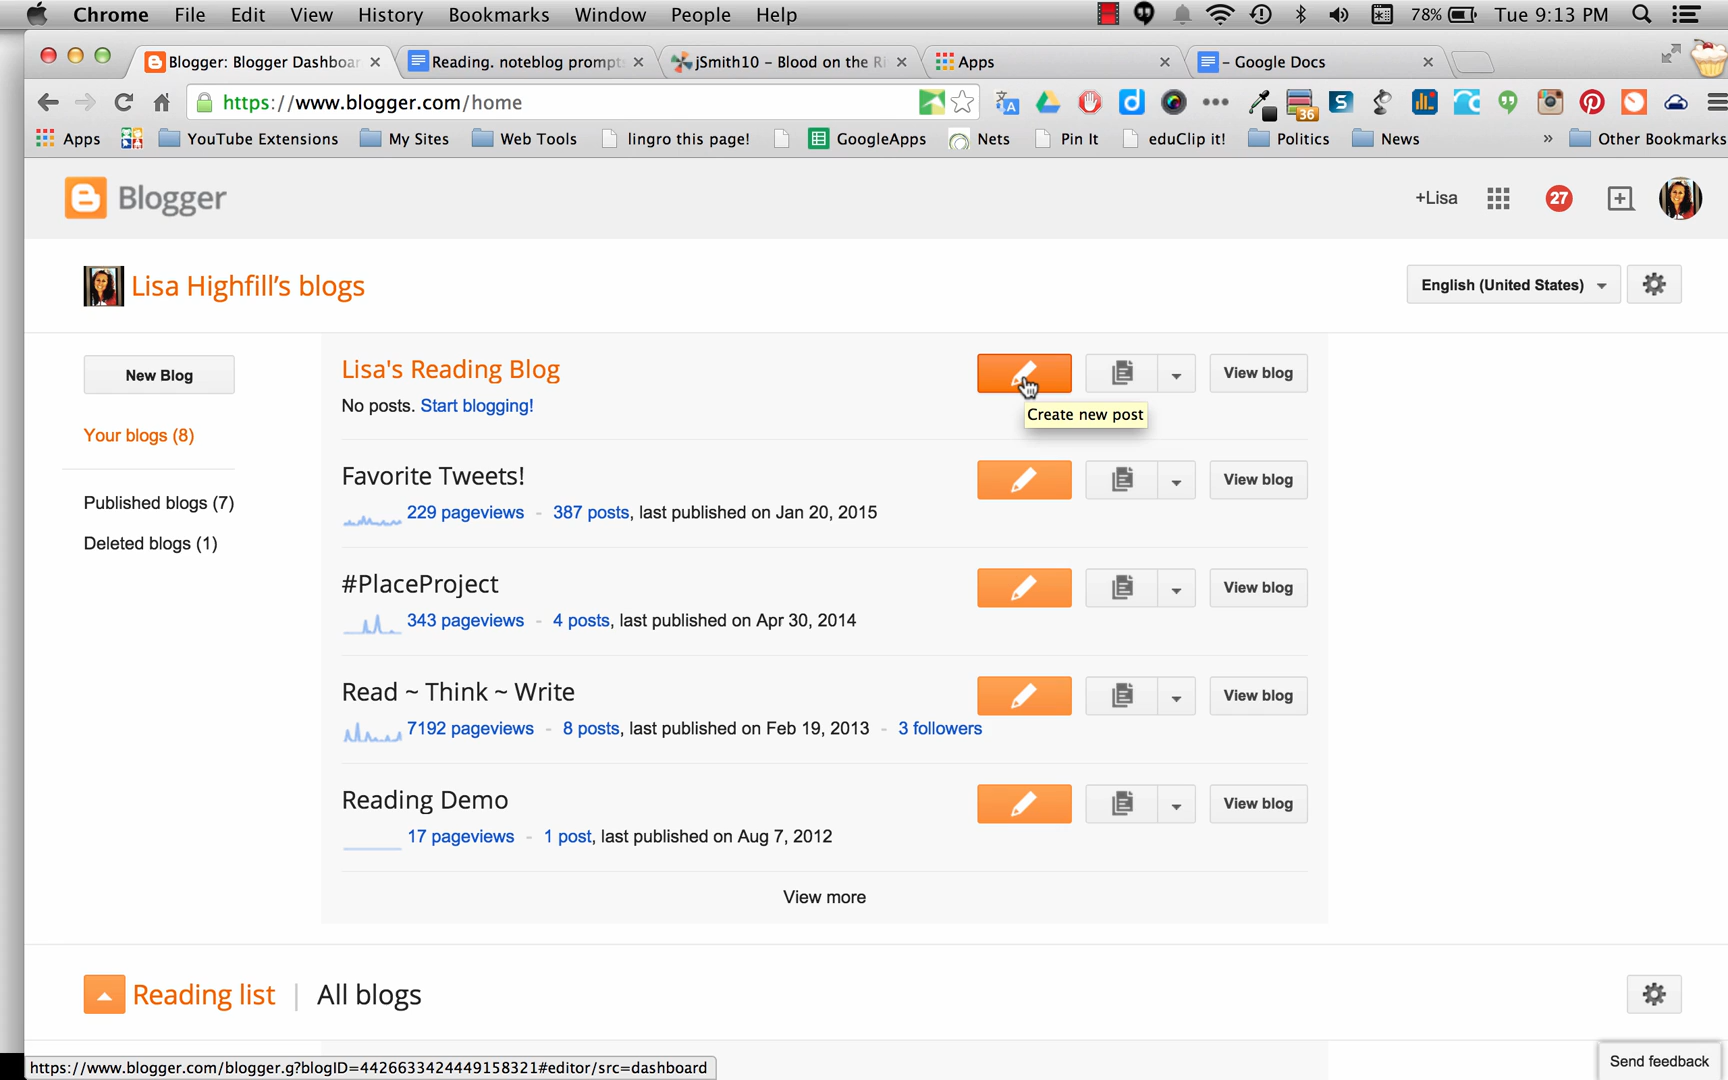 Chrome File Edit View History Bookmarks Window People Help 78% Tue 9:13 PM
Blogger: Blogger Dashboar Reading. noteblog prompts jSmith10 - Blood on the Ri Apps - Google Docs
https://www.blogger.com/home 36
Apps YouTube Extensions My Sites Web Tools lingro this page! GoogleApps Nets Pin It eduClip it! Politics News » Other Bookmarks
Blogger +Lisa 27
Lisa Highfill's blogs English (United States)
New Blog
Your blogs (8)
Published blogs (7)
Deleted blogs (1)
Lisa's Reading Blog View blog
No posts. Start blogging!
Create new post
Favorite Tweets! View blog
229 pageviews - 387 posts, last published on Jan 20, 2015
#PlaceProject View blog
343 pageviews - 4 posts, last published on Apr 30, 2014
Read ~ Think ~ Write View blog
7192 pageviews - 8 posts, last published on Feb 19, 2013 - 3 followers
Reading Demo View blog
17 pageviews - 1 post, last published on Aug 7, 2012
View more
Reading list | All blogs
https://www.blogger.com/blogger.g?blogID=4426633424449158321#editor/src=dashboard
Send feedback